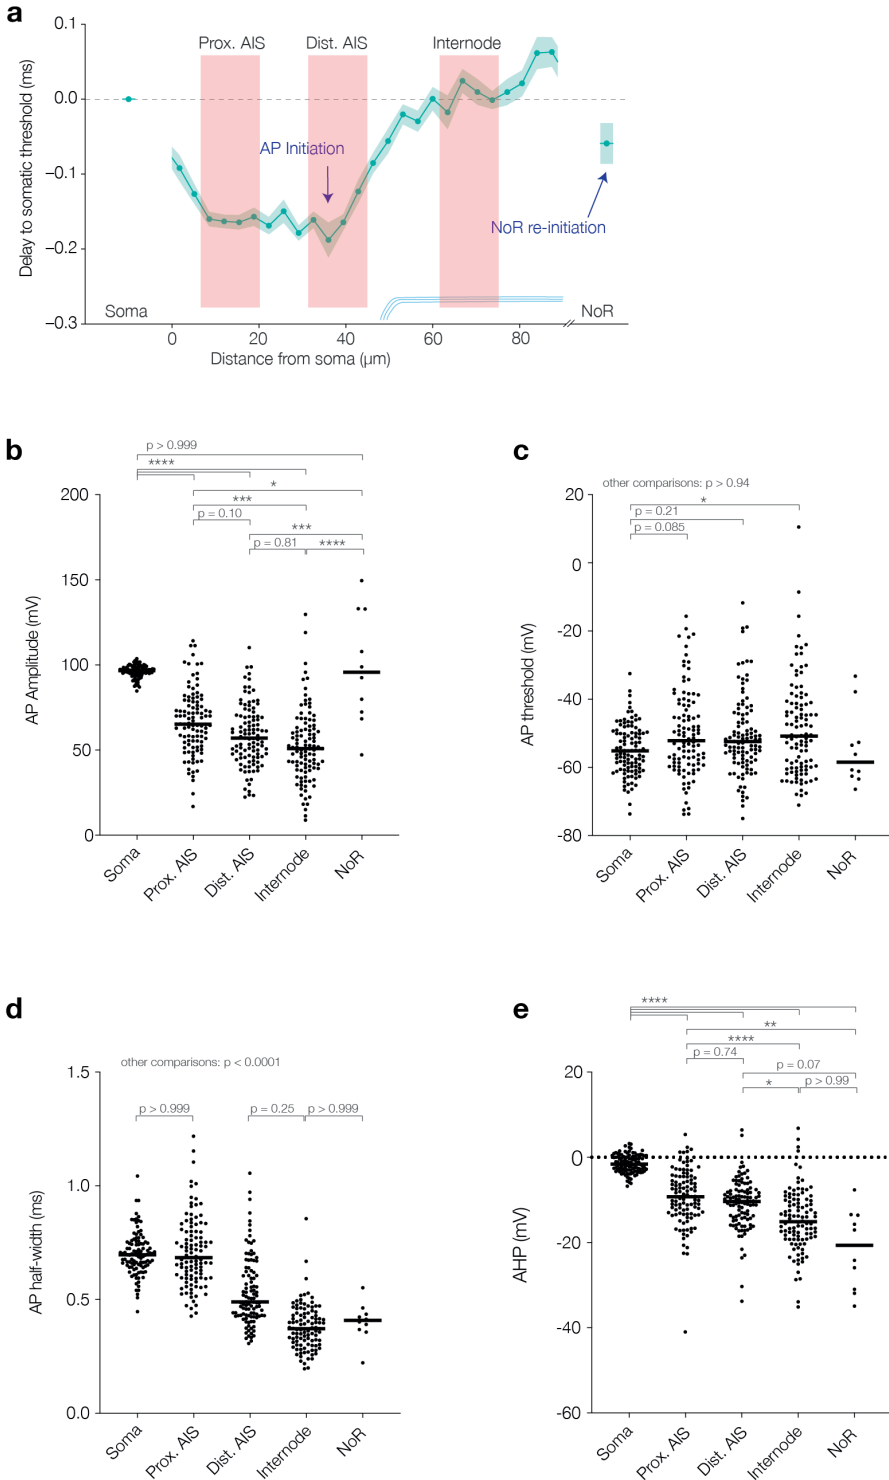 a
0.1
Prox. AIS
Dist. AIS
Internode
0.0
AP Initiation
−0.1
NoR re-initiation
−0.2
Soma
NoR
−0.3
0
20
40
60
80
Delay to somatic threshold (ms)
Distance from soma (µm)
b
p > 0.999
****
*
***
p = 0.10
***
p = 0.81
****
200
150
100
50
0
AP Amplitude (mV)
Soma
Prox. AIS
Dist. AIS
Internode
NoR
c
other comparisons: p > 0.94
*
p = 0.21
p = 0.085
20
0
-20
-40
-60
-80
AP threshold (mV)
Soma
Prox. AIS
Dist. AIS
Internode
NoR
d
other comparisons: p < 0.0001
p > 0.999
p = 0.25
p > 0.999
1.5
1.0
0.5
0.0
AP half-width (ms)
Soma
Prox. AIS
Dist. AIS
Internode
NoR
e
****
**
****
p = 0.74
p = 0.07
*
p > 0.99
20
0
-20
-40
-60
AHP (mV)
Soma
Prox. AIS
Dist. AIS
Internode
NoR